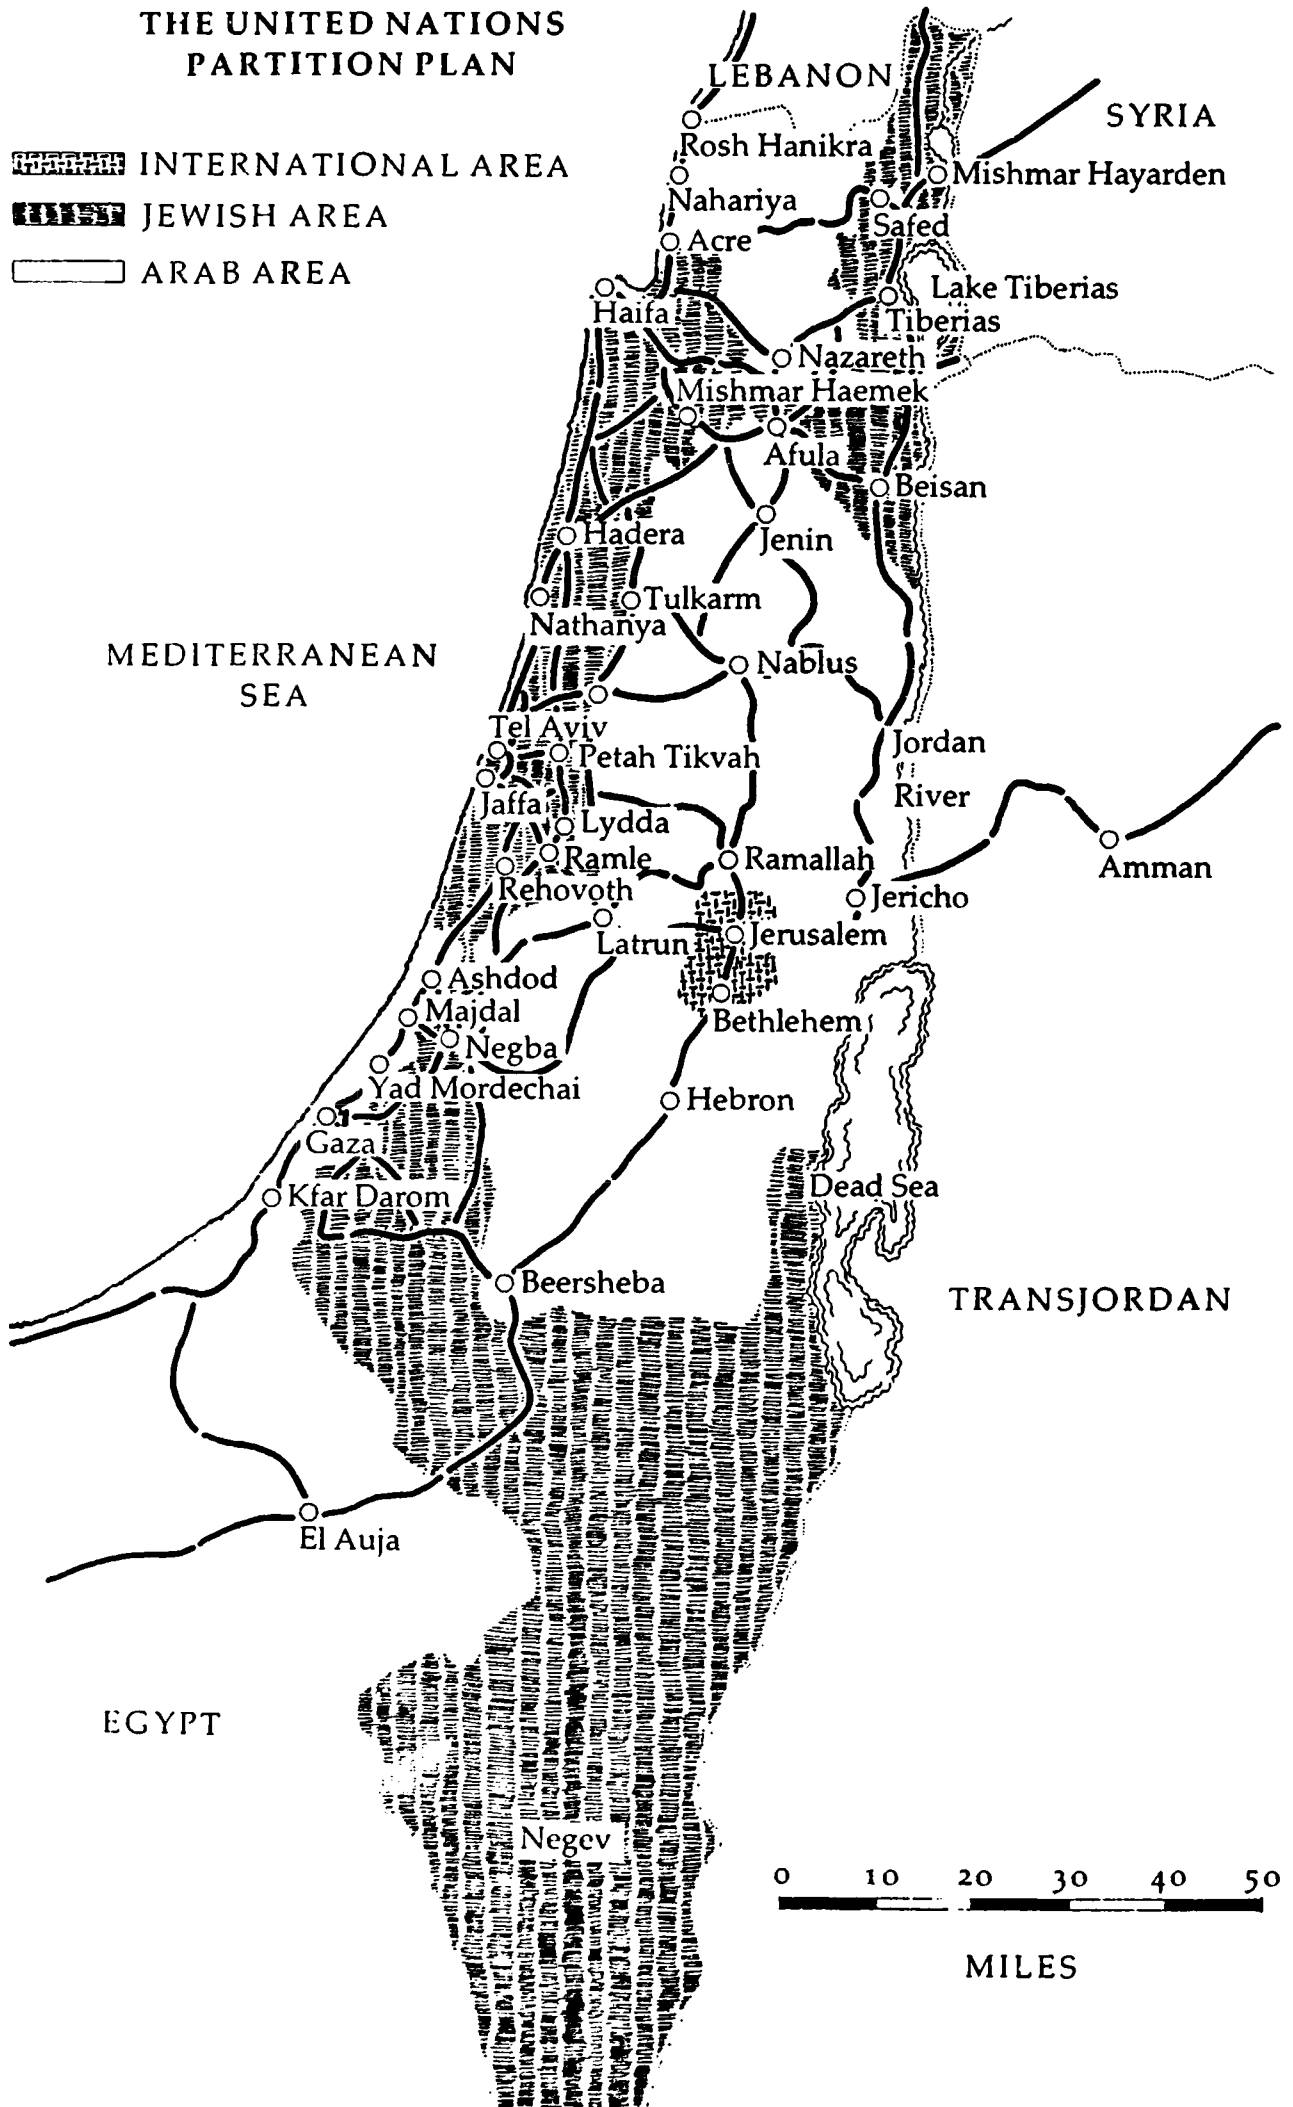 THE UNITED NATIONS
PARTITION PLAN
INTERNATIONAL AREA
JEWISH AREA
ARAB AREA
LEBANON
SYRIA
Rosh Hanikra
Mishmar Hayarden
Nahariya
Safed
Acre
Lake Tiberias
Haifa
Tiberias
Nazareth
Mishmar Haemek
Afula
Beisan
Hadera
Jenin
Tulkarm
Nathanya
MEDITERRANEAN
SEA
Nablus
Tel Aviv
Jordan
River
Petah Tikvah
Jaffa
Lydda
Ramle
Ramallah
Amman
Rehovoth
Jericho
Latrun
Jerusalem
Ashdod
Majdal
Bethlehem
Negba
Yad Mordechai
Hebron
Gaza
Dead Sea
Kfar Darom
Beersheba
TRANSJORDAN
El Auja
EGYPT
Negev
0 10 20 30 40 50
MILES